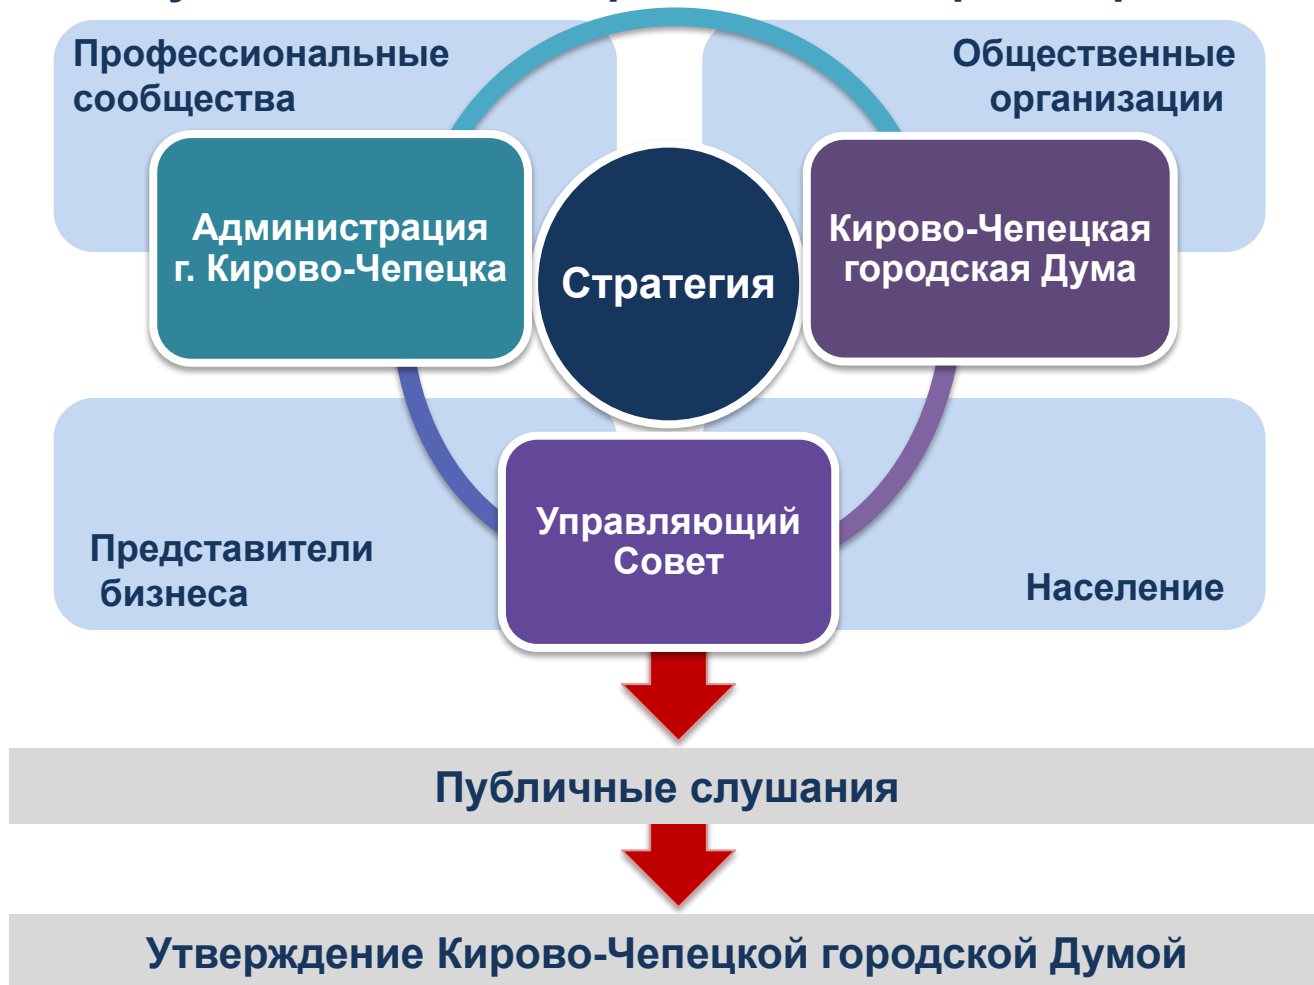 Профессиональные
сообщества
Общественные
организации
Администрация
г. Кирово-Чепецка
Стратегия
Кирово-Чепецкая
городская Дума
Управляющий
Совет
Представители
бизнеса
Население
Публичные слушания
Утверждение Кирово-Чепецкой городской Думой